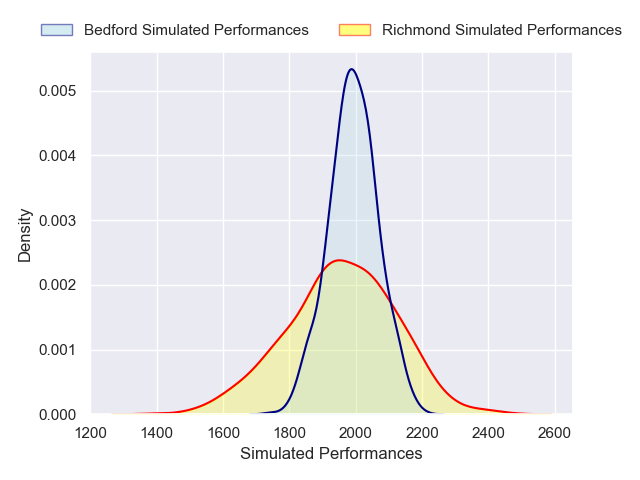 Bedford Simulated Performances Richmond Simulated Performances
0.005
0.004
0.003
0.002
0.001
0.000
Density
1200 1400 1600 1800 2000 2200 2400 2600
Simulated Performances